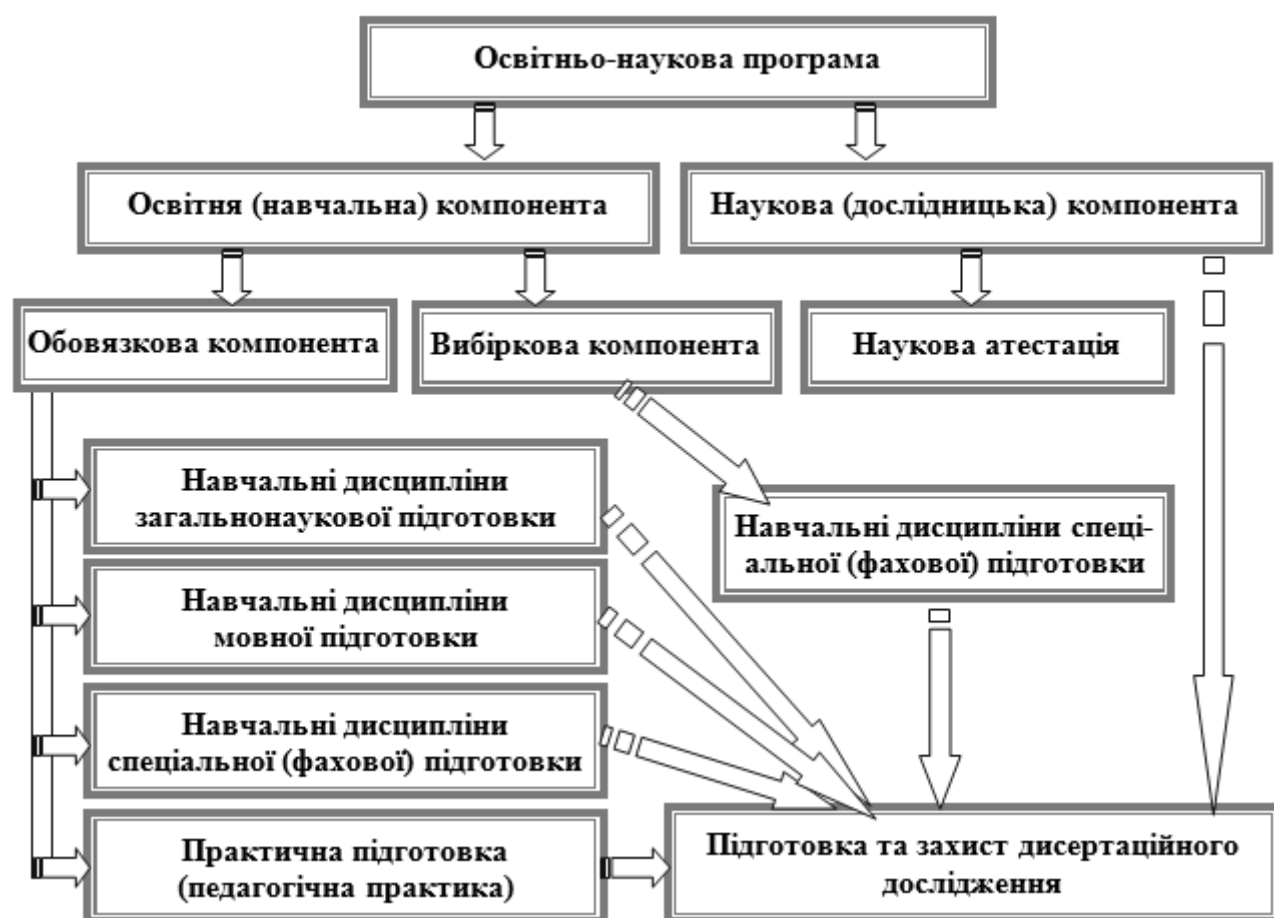 Освітньо-наукова програма
Освітня (навчальна) компонента
Наукова (дослідницька) компонента
Обовязкова компонента
Вибіркова компонента
Наукова атестація
Навчальні дисципліни
загальнонаукової підготовки
Навчальні дисципліни спеці-
альної (фахової) підготовки
Навчальні дисципліни
мовної підготовки
Навчальні дисципліни
спеціальної (фахової) підготовки
Практична підготовка
(педагогічна практика)
Підготовка та захист дисертаційного
дослідження